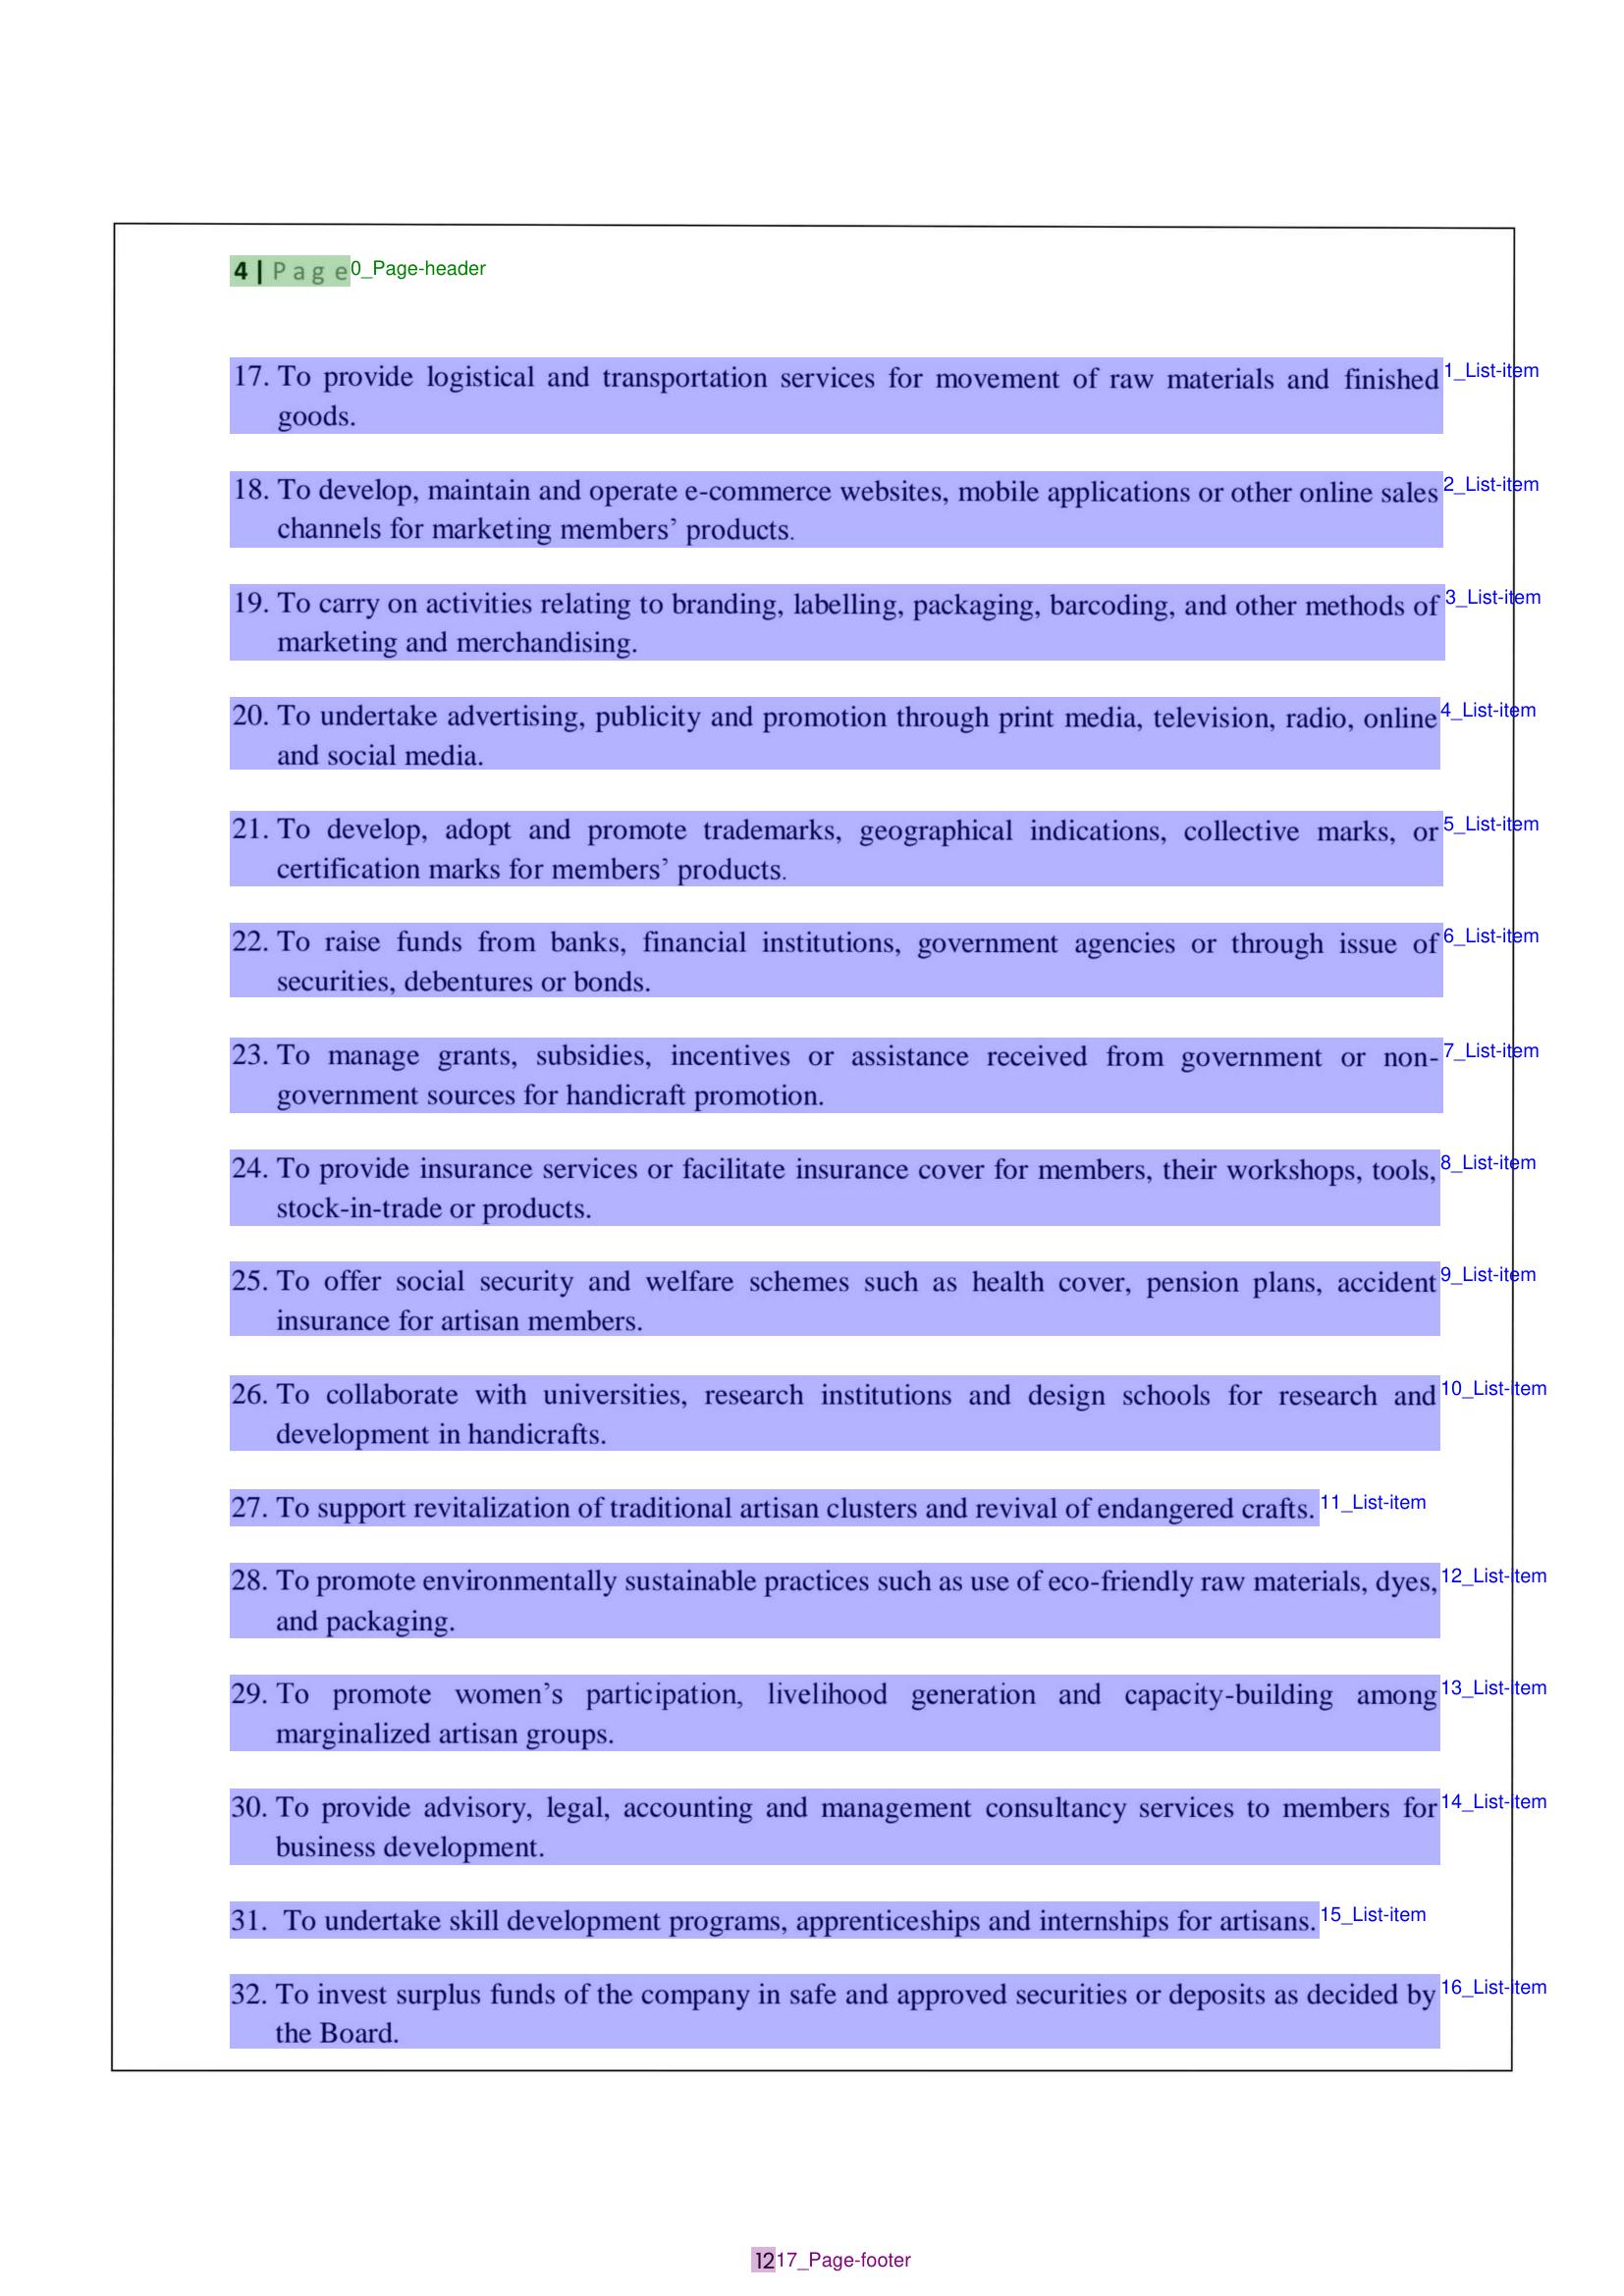 4 | P a g e 0_Page-header
17. To provide logistical and transportation services for movement of raw materials and finished 1_List-item
goods.
18. To develop, maintain and operate e-commerce websites, mobile applications or other online sales 2_List-item
channels for marketing members’ products.
19. To carry on activities relating to branding, labelling, packaging, barcoding, and other methods of 3_List-item
marketing and merchandising.
20. To undertake advertising, publicity and promotion through print media, television, radio, online 4_List-item
and social media.
21. To develop, adopt and promote trademarks, geographical indications, collective marks, or 5_List-item
certification marks for members’ products.
22. To raise funds from banks, financial institutions, government agencies or through issue of 6_List-item
securities, debentures or bonds.
23. To manage grants, subsidies, incentives or assistance received from government or non- 7_List-item
government sources for handicraft promotion.
24. To provide insurance services or facilitate insurance cover for members, their workshops, tools, 8_List-item
stock-in-trade or products.
25. To offer social security and welfare schemes such as health cover, pension plans, accident 9_List-item
insurance for artisan members.
26. To collaborate with universities, research institutions and design schools for research and 10_List-item
development in handicrafts.
27. To support revitalization of traditional artisan clusters and revival of endangered crafts. 11_List-item
28. To promote environmentally sustainable practices such as use of eco-friendly raw materials, dyes, 12_List-item
and packaging.
29. To promote women’s participation, livelihood generation and capacity-building among 13_List-item
marginalized artisan groups.
30. To provide advisory, legal, accounting and management consultancy services to members for 14_List-item
business development.
31. To undertake skill development programs, apprenticeships and internships for artisans. 15_List-item
32. To invest surplus funds of the company in safe and approved securities or deposits as decided by 16_List-item
the Board.
12 17_Page-footer